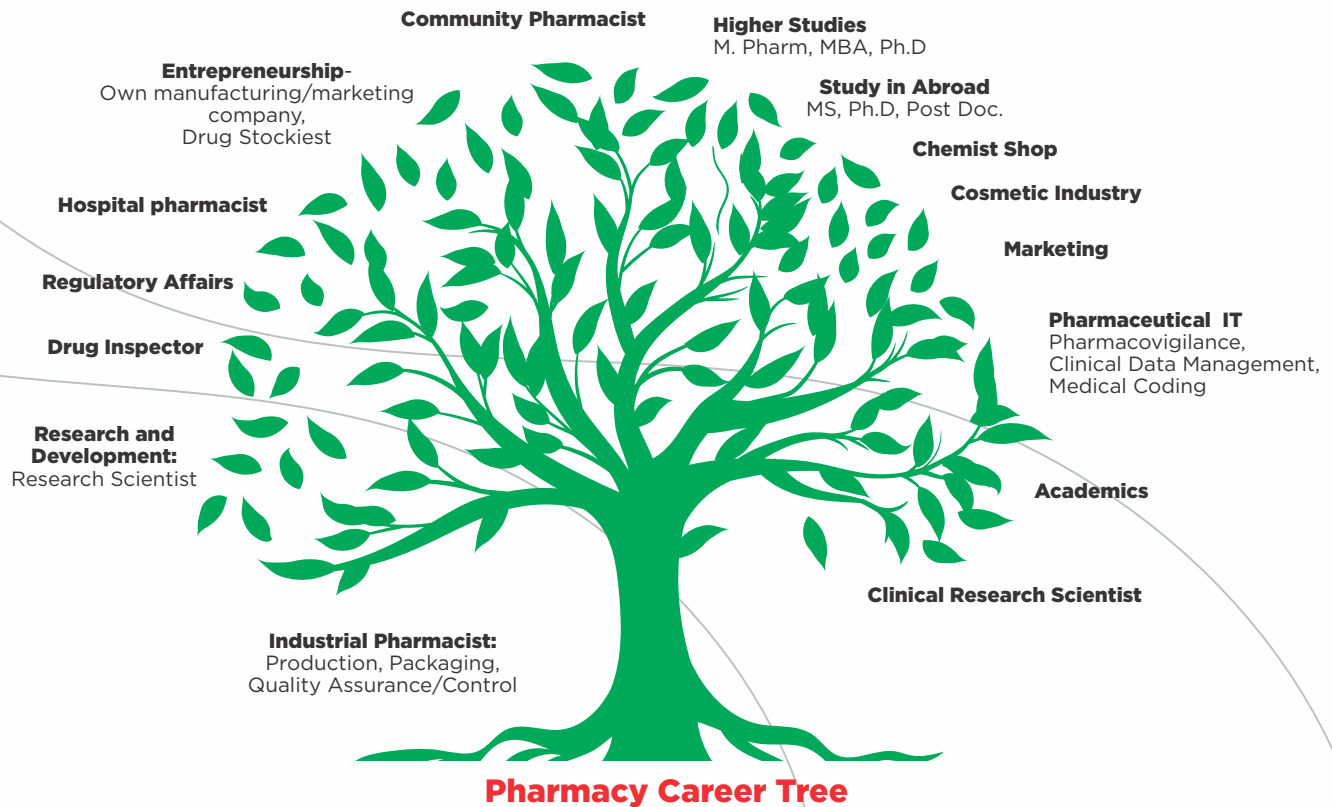 Community Pharmacist
Higher Studies
M. Pharm, MBA, Ph.D
Entrepreneurship-
Own manufacturing/marketing
company,
Drug Stockiest
Study in Abroad
MS, Ph.D, Post Doc.
Chemist Shop
Cosmetic Industry
Hospital pharmacist
Marketing
Regulatory Affairs
Pharmaceutical IT
Pharmacovigilance,
Clinical Data Management,
Medical Coding
Drug Inspector
Research and
Development:
Research Scientist
Academics
Clinical Research Scientist
Industrial Pharmacist:
Production, Packaging,
Quality Assurance/Control
Pharmacy Career Tree